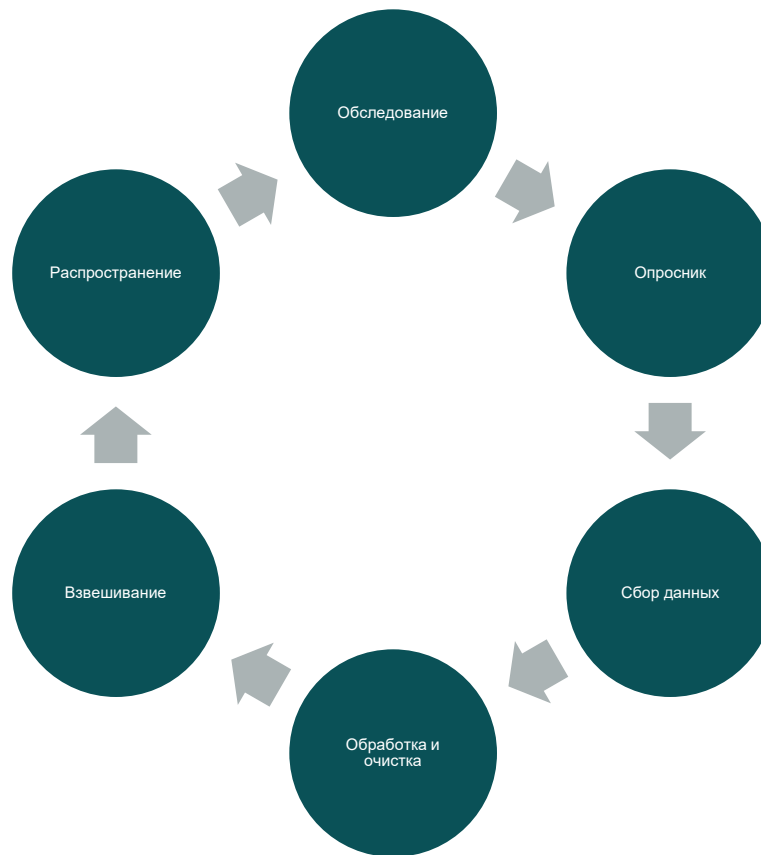 Обследование
Опросник
Сбор данных
Обработка и
очистка
Взвешивание
Распространение